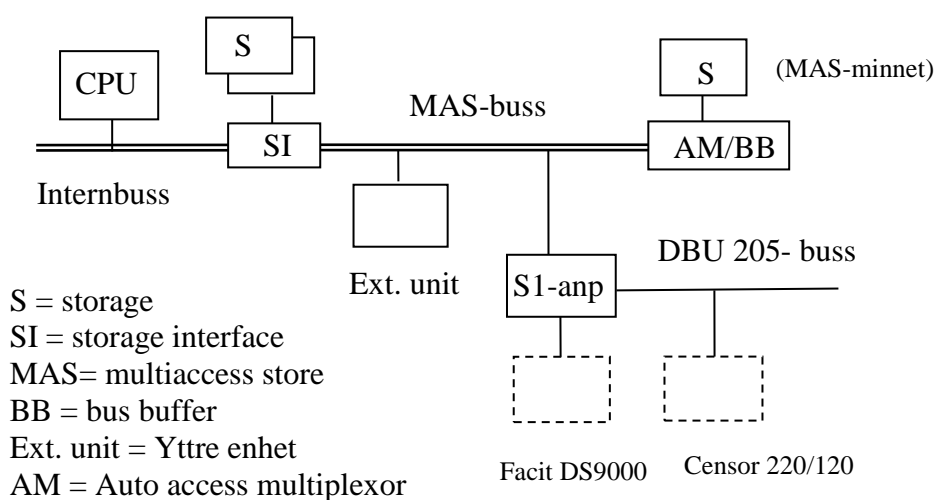 S
CPU
S
(MAS-minnet)
MAS-buss
SI
AM/BB
Internbuss
DBU 205- buss
Ext. unit
S1-anp
S = storage
SI = storage interface
MAS= multiaccess store
BB = bus buffer
Ext. unit = Yttre enhet
AM = Auto access multiplexor
Facit DS9000
Censor 220/120